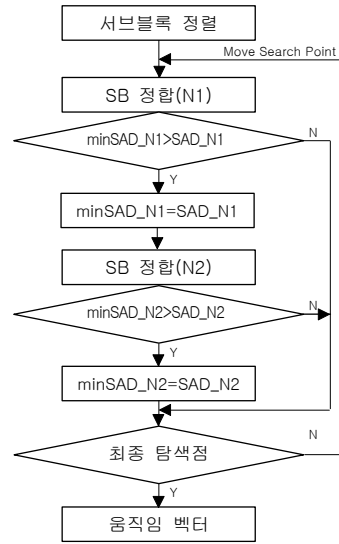 서브블록 정렬
Move Search Point
SB 정합(N1)
minSAD_N1>SAD_N1
N
Y
minSAD_N1=SAD_N1
SB 정합(N2)
minSAD_N2>SAD_N2
N
Y
minSAD_N2=SAD_N2
최종 탐색점
N
Y
움직임 벡터